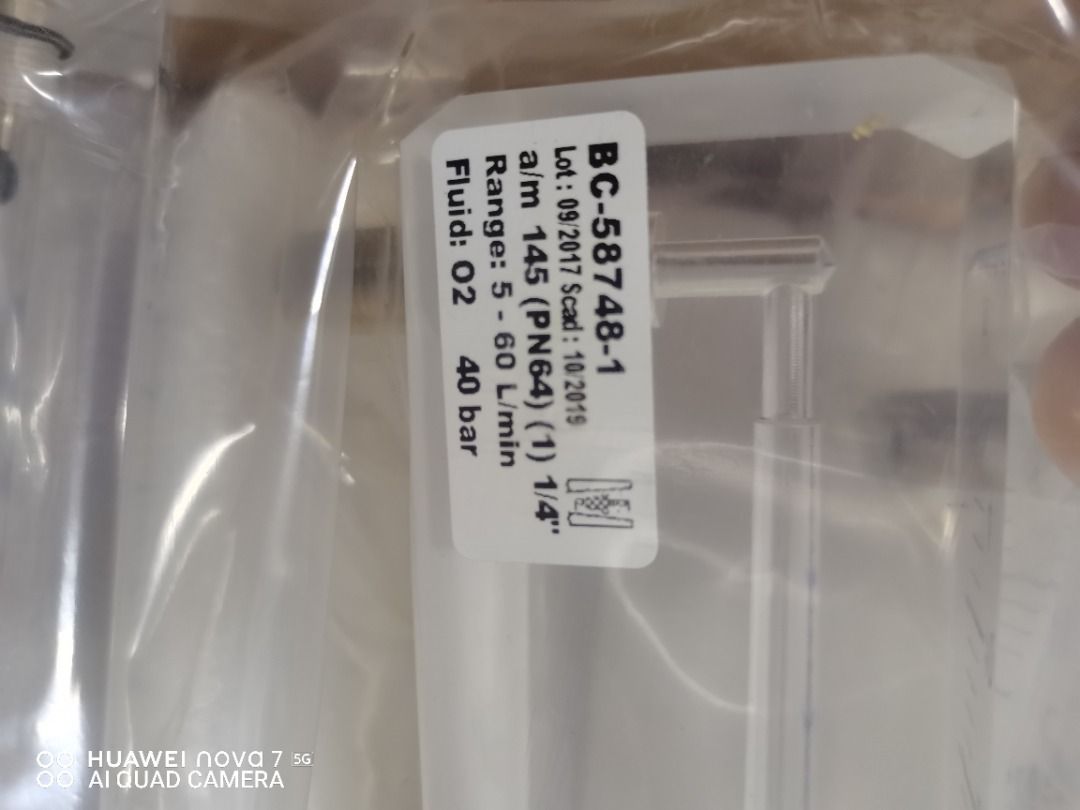 BC-58748-1
Lot: 09/2017 Scad: 10/2019
a/m 145 (PN64) (1) 1/4"
Range: 5 - 60 L/min
Fluid: O2 40 bar
HUAWEI nova 7 5G
AI QUAD CAMERA